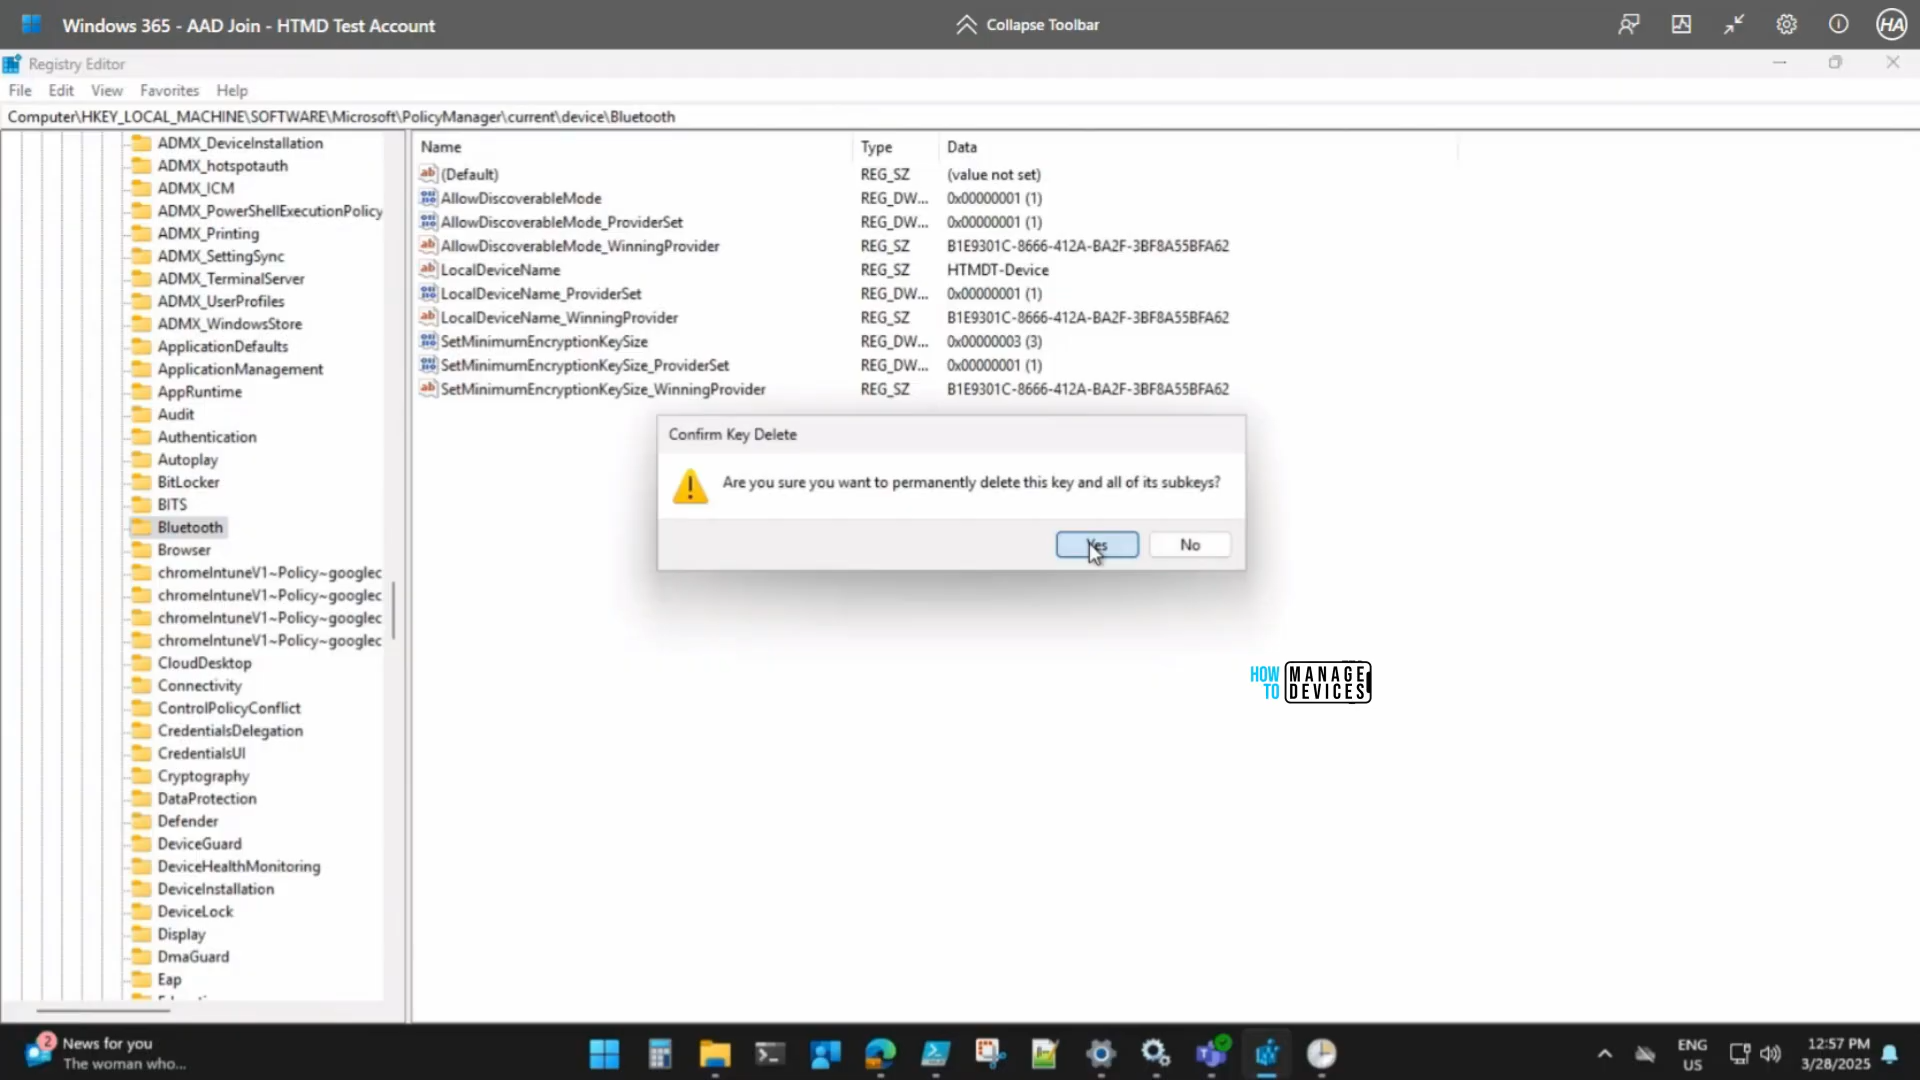 Windows 365 - AAD Join - HTMD Test Account
Collapse Toolbar
HA
Registry Editor
File Edit View Favorites Help
Computer\HKEY_LOCAL_MACHINE\SOFTWARE\Microsoft\PolicyManager\current\device\Bluetooth
ADMX_DeviceInstallation
ADMX_hotspotauth
ADMX_ICM
ADMX_PowerShellExecutionPolicy
ADMX_Printing
ADMX_SettingSync
ADMX_TerminalServer
ADMX_UserProfiles
ADMX_WindowsStore
ApplicationDefaults
ApplicationManagement
AppRuntime
Audit
Authentication
Autoplay
BitLocker
BITS
Bluetooth
Browser
chromeIntuneV1~Policy~googlec
chromeIntuneV1~Policy~googlec
chromeIntuneV1~Policy~googlec
chromeIntuneV1~Policy~googlec
CloudDesktop
Connectivity
ControlPolicyConflict
CredentialsDelegation
CredentialsUI
Cryptography
DataProtection
Defender
DeviceGuard
DeviceHealthMonitoring
DeviceInstallation
DeviceLock
Display
DmaGuard
Eap
Name Type Data
(Default) REG_SZ (value not set)
AllowDiscoverableMode REG_DW... 0x00000001 (1)
AllowDiscoverableMode_ProviderSet REG_DW... 0x00000001 (1)
AllowDiscoverableMode_WinningProvider REG_SZ B1E9301C-8666-412A-BA2F-3BF8A55BFA62
LocalDeviceName REG_SZ HTMDT-Device
LocalDeviceName_ProviderSet REG_DW... 0x00000001 (1)
LocalDeviceName_WinningProvider REG_SZ B1E9301C-8666-412A-BA2F-3BF8A55BFA62
SetMinimumEncryptionKeySize REG_DW... 0x00000003 (3)
SetMinimumEncryptionKeySize_ProviderSet REG_DW... 0x00000001 (1)
SetMinimumEncryptionKeySize_WinningProvider REG_SZ B1E9301C-8666-412A-BA2F-3BF8A55BFA62
Confirm Key Delete
Are you sure you want to permanently delete this key and all of its subkeys?
Yes No
HOW TO
MANAGE DEVICES
2
News for you
The woman who...
ENG
US
12:57 PM
3/28/2025